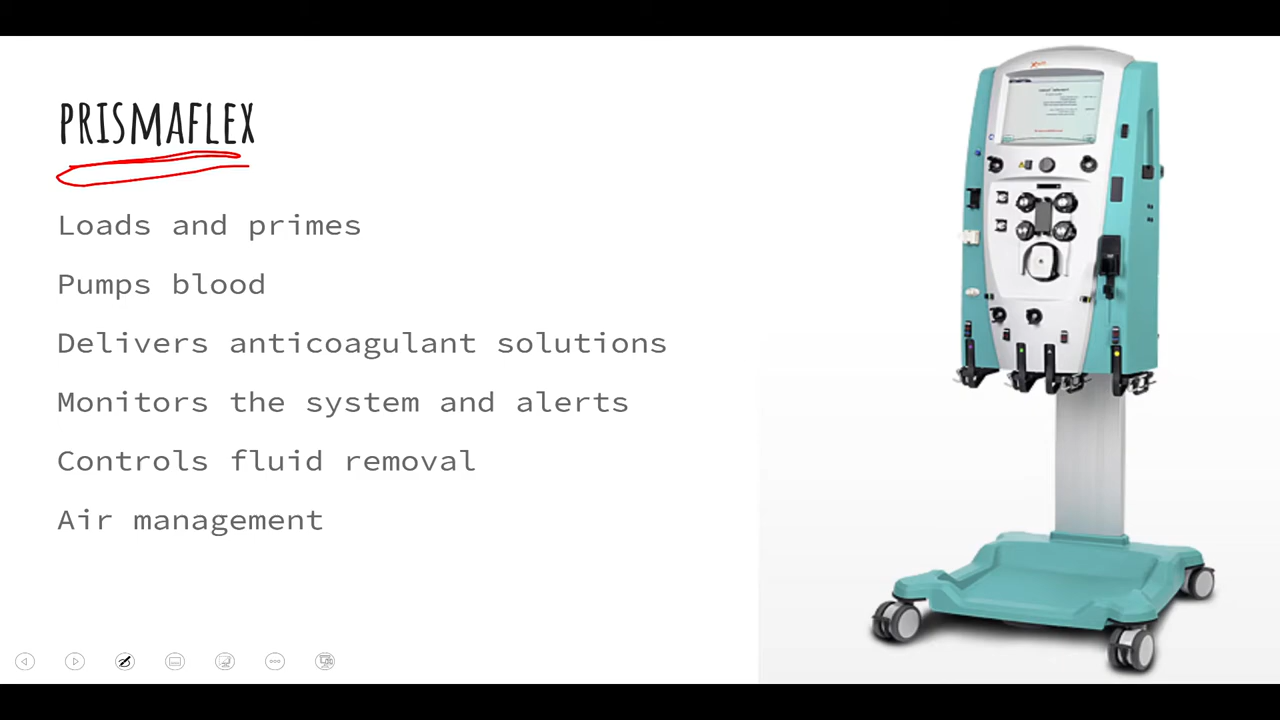 PRISMAFLEX
Loads and primes
Pumps blood
Delivers anticoagulant solutions
Monitors the system and alerts
Controls fluid removal
Air management